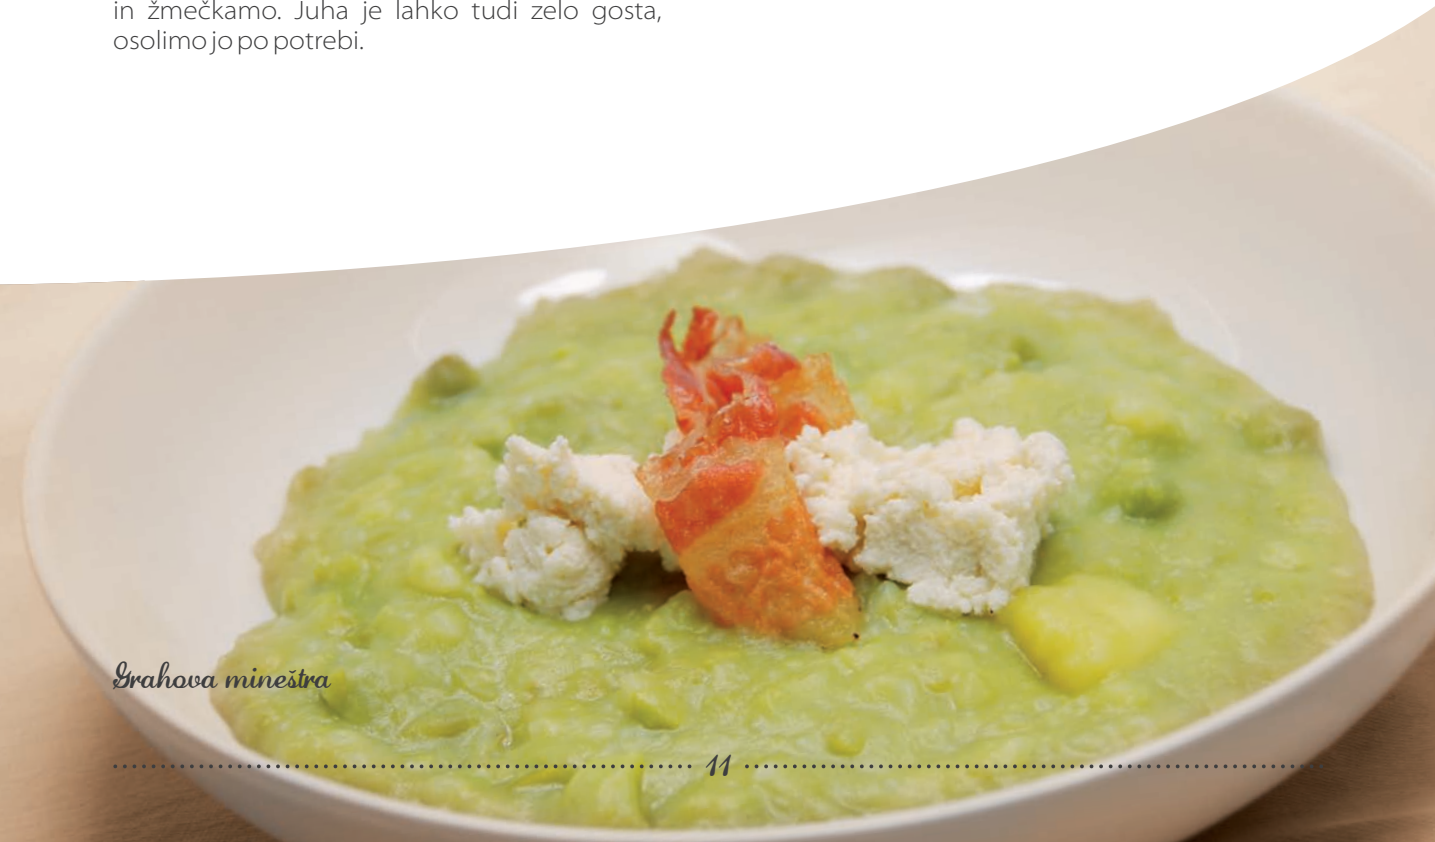 in žmečkamo. Juha je lahko tudi zelo gosta,
osolimo jo po potrebi.
Grahova mineštra
11